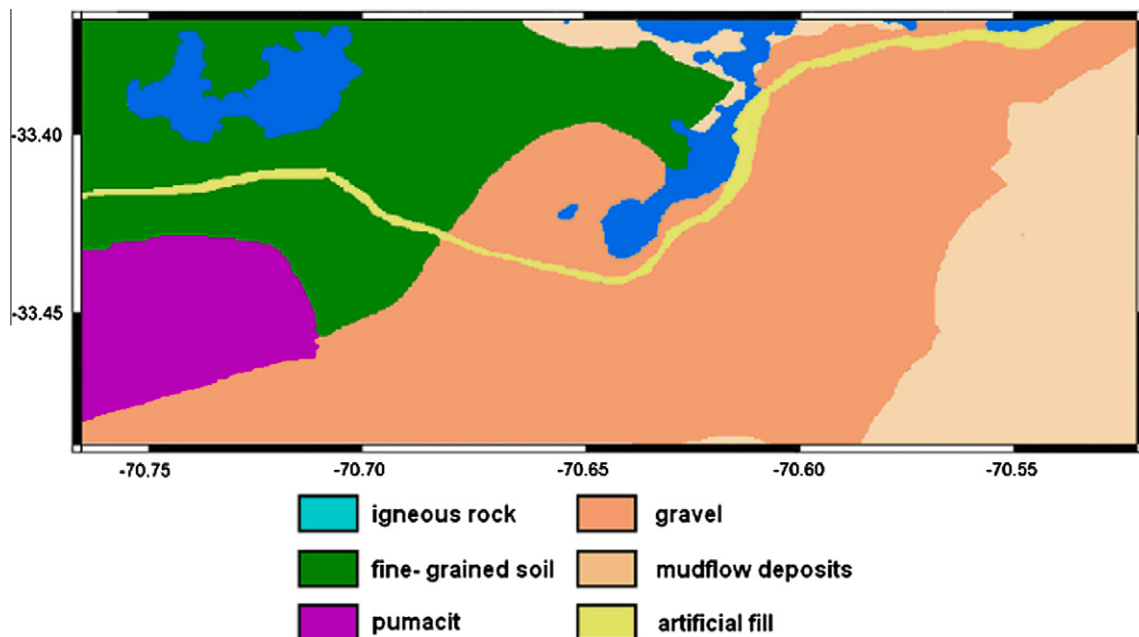 -33.40
-33.45
-70.75 -70.70 -70.65 -70.60 -70.55
igneous rock gravel
fine- grained soil mudflow deposits
pumacit artificial fill